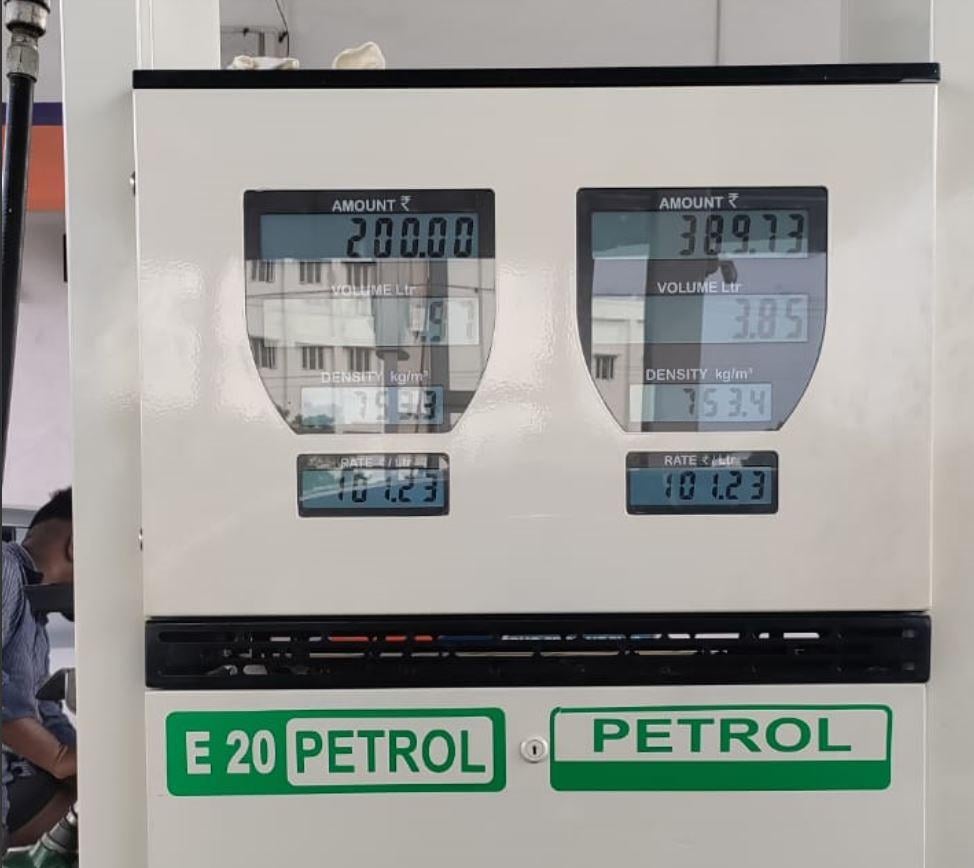 AMOUNT ₹
200.00
VOLUME Ltr
DENSITY kg/m³
RATE ₹ / Ltr
101.23
AMOUNT ₹
389.73
VOLUME Ltr
3.85
DENSITY kg/m³
753.4
RATE ₹ / Ltr
101.23
E 20 PETROL
PETROL